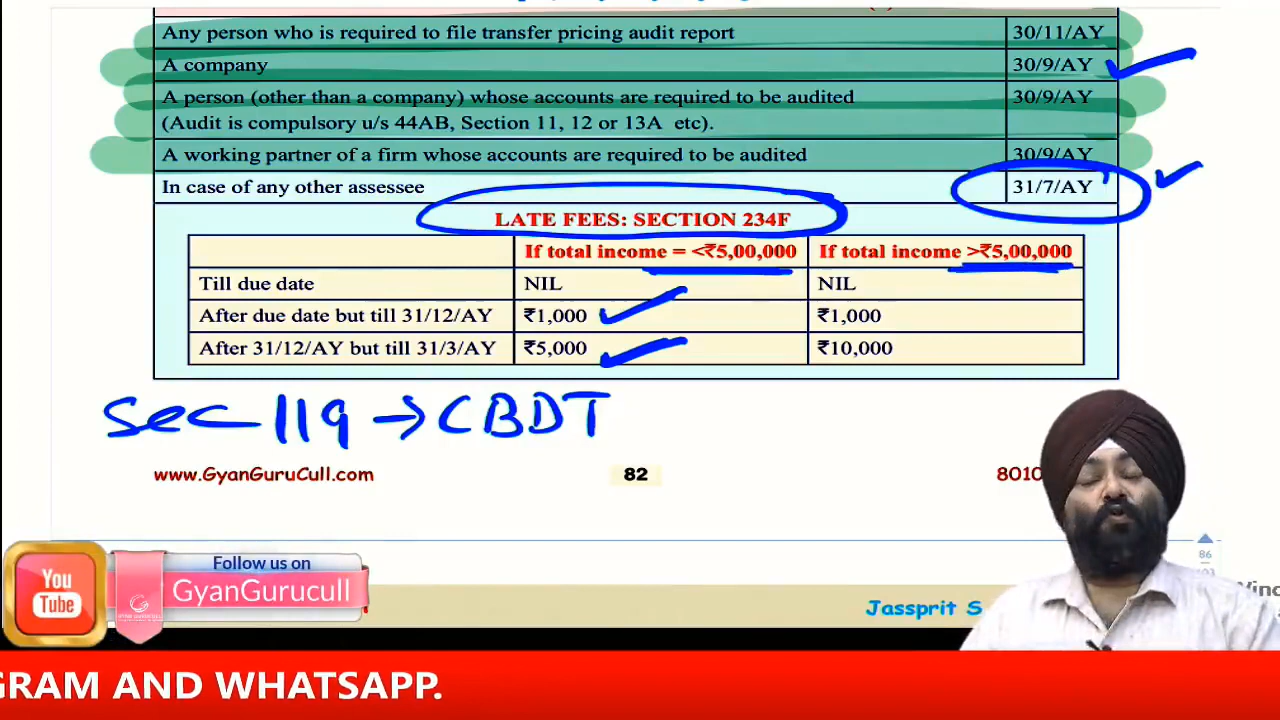 Any person who is required to file transfer pricing audit report 30/11/AY
A company 30/9/AY
A person (other than a company) whose accounts are required to be audited 30/9/AY
(Audit is compulsory u/s 44AB, Section 11, 12 or 13A etc).
A working partner of a firm whose accounts are required to be audited 30/9/AY
In case of any other assessee 31/7/AY
LATE FEES: SECTION 234F
If total income = <₹5,00,000 If total income >₹5,00,000
Till due date NIL NIL
After due date but till 31/12/AY ₹1,000 ₹1,000
After 31/12/AY but till 31/3/AY ₹5,000 ₹10,000
Sec 119 → CBDT
www.GyanGuruCull.com 82 8010
86
You
Tube
Follow us on
GyanGurucull
Jassprit S
GRAM AND WHATSAPP.